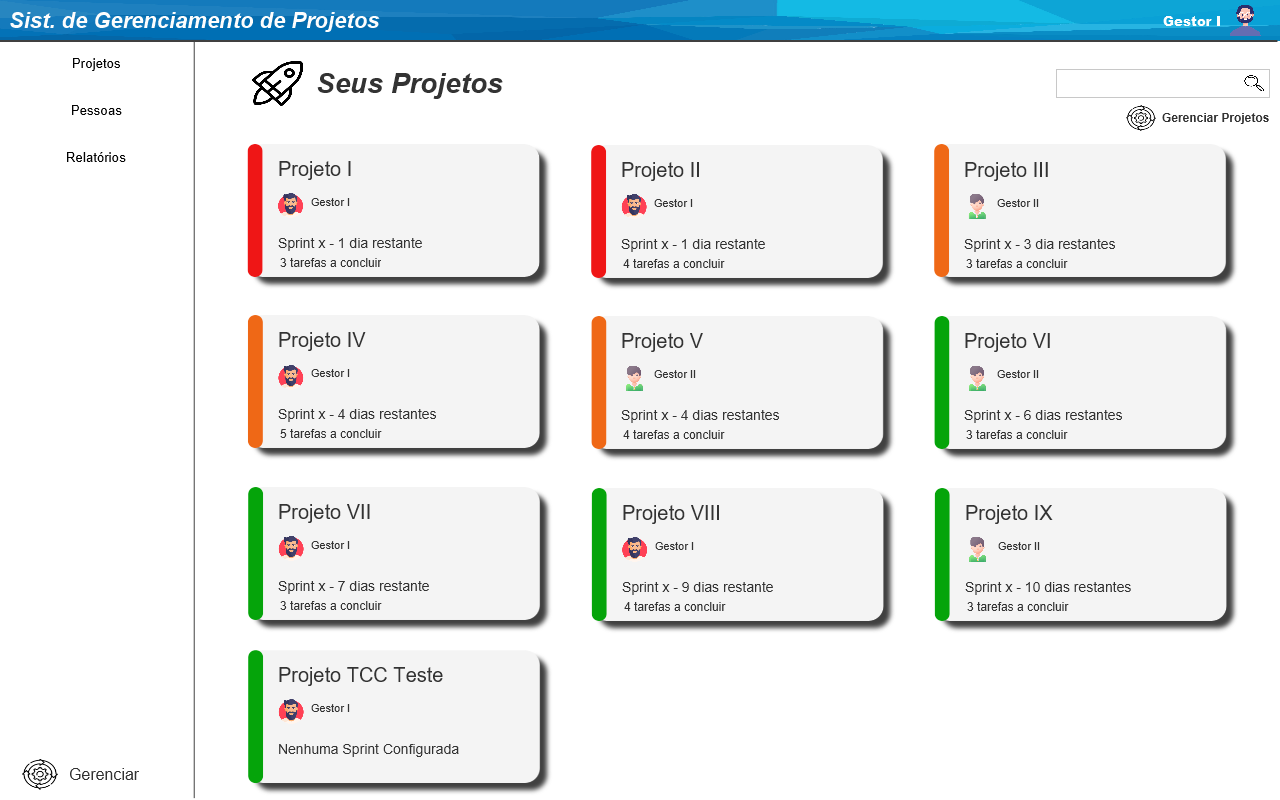 Sist. de Gerenciamento de Projetos
Gestor I
Projetos
Pessoas
Relatórios
Gerenciar
Seus Projetos
Gerenciar Projetos
Projeto I
Gestor I
Sprint x - 1 dia restante
3 tarefas a concluir
Projeto II
Gestor I
Sprint x - 1 dia restante
4 tarefas a concluir
Projeto III
Gestor II
Sprint x - 3 dia restantes
3 tarefas a concluir
Projeto IV
Gestor I
Sprint x - 4 dias restantes
5 tarefas a concluir
Projeto V
Gestor II
Sprint x - 4 dias restantes
4 tarefas a concluir
Projeto VI
Gestor II
Sprint x - 6 dias restantes
3 tarefas a concluir
Projeto VII
Gestor I
Sprint x - 7 dias restante
3 tarefas a concluir
Projeto VIII
Gestor I
Sprint x - 9 dias restante
4 tarefas a concluir
Projeto IX
Gestor II
Sprint x - 10 dias restantes
3 tarefas a concluir
Projeto TCC Teste
Gestor I
Nenhuma Sprint Configurada